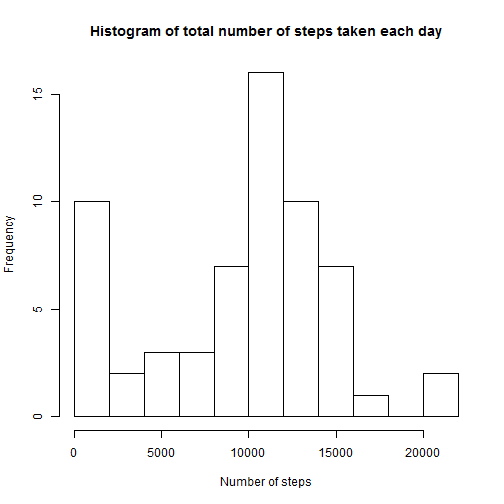 Histogram of total number of steps taken each day
Frequency
15
10
5
0
0 5000 10000 15000 20000
Number of steps